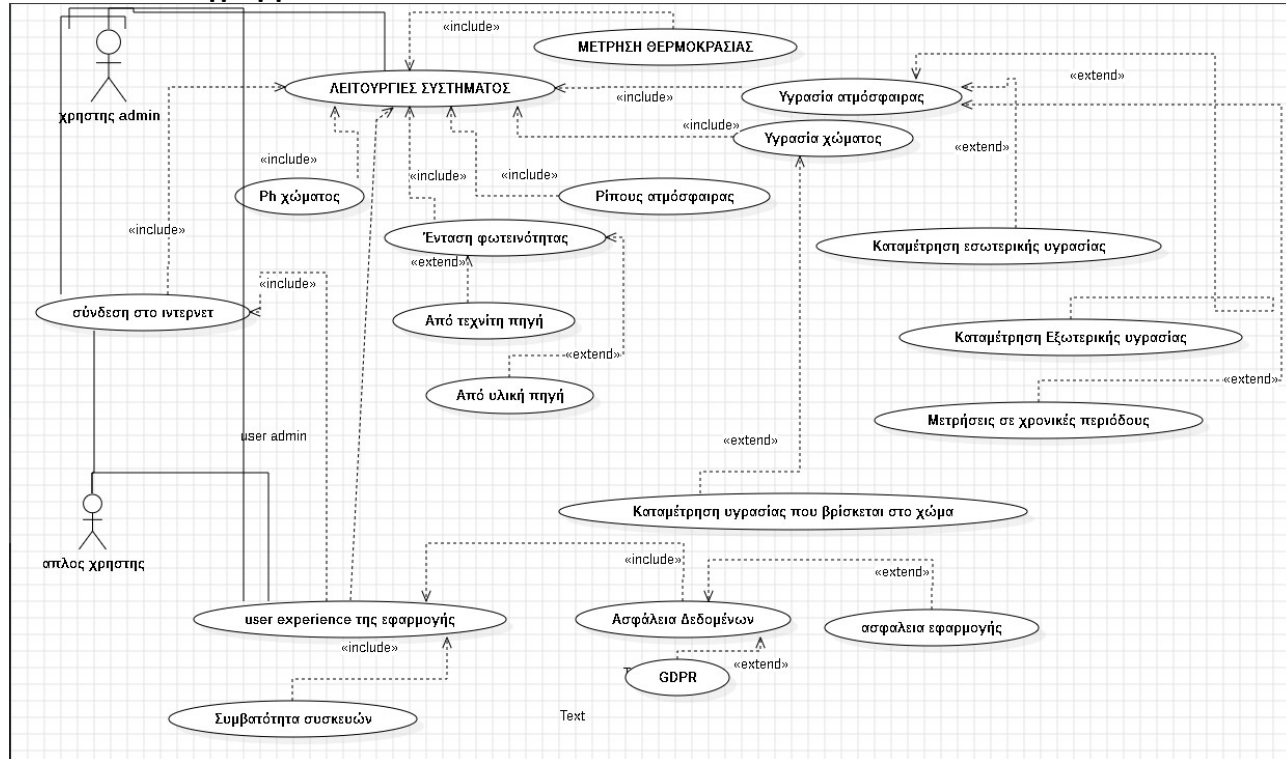 «include»
ΜΕΤΡΗΣΗ ΘΕΡΜΟΚΡΑΣΙΑΣ
«extend»
ΛΕΙΤΟΥΡΓΙΕΣ ΣΥΣΤΗΜΑΤΟΣ
«include»
Υγρασία ατμόσφαιρας
χρηστης admin
«include»
Υγρασία χώματος
«extend»
«include»
«include»
«include»
Ph χώματος
Ρίπους ατμόσφαιρας
«include»
Ένταση φωτεινότητας
Καταμέτρηση εσωτερικής υγρασίας
«extend»
«include»
σύνδεση στο ιντερνετ
Από τεχνίτη πηγή
Καταμέτρηση Εξωτερικής υγρασίας
«extend»
«extend»
Από υλική πηγή
Μετρήσεις σε χρονικές περιόδους
user admin
«extend»
Καταμέτρηση υγρασίας που βρίσκεται στο χώμα
απλος χρηστης
«include»
«extend»
user experience της εφαρμογής
Ασφάλεια Δεδομένων
ασφαλεια εφαρμογής
«include»
«extend»
GDPR
Συμβατότητα συσκευών
Text